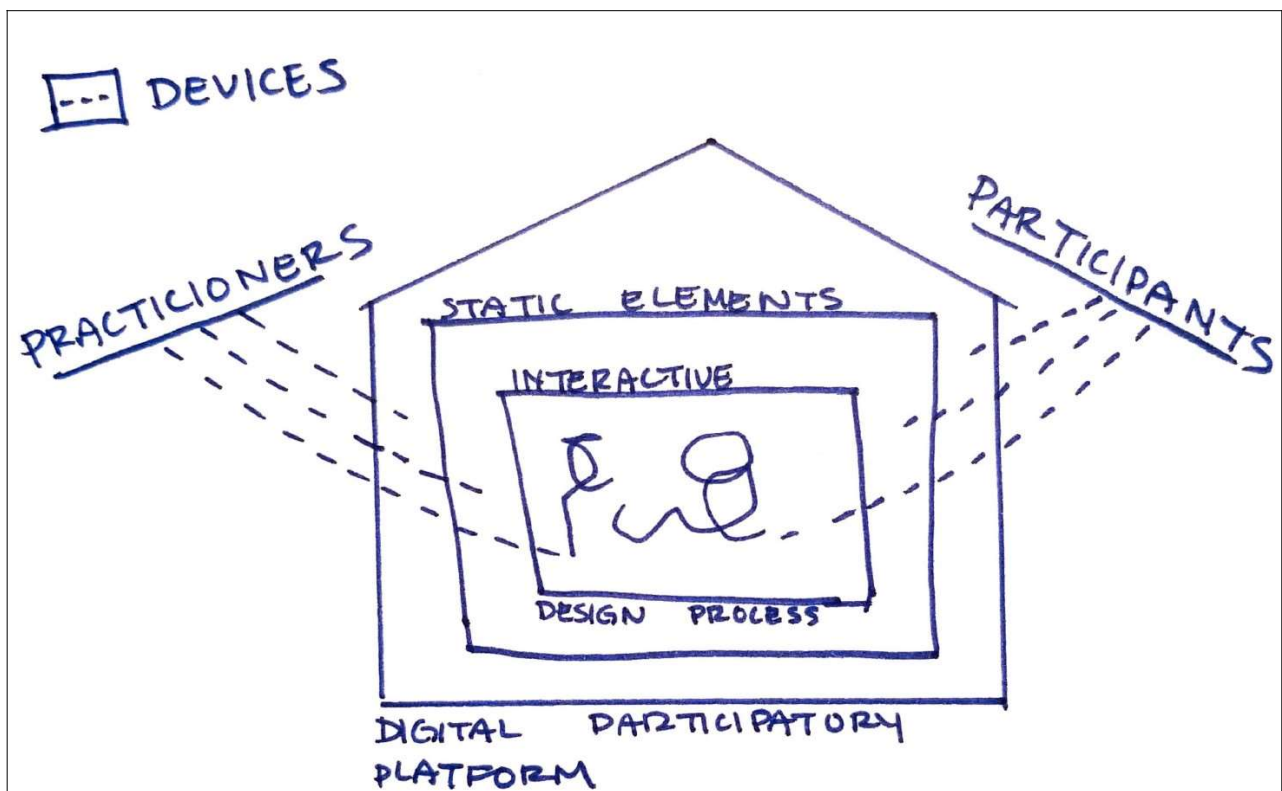 DEVICES
PRACTICIONERS
PARTICIPANTS
STATIC ELEMENTS
INTERACTIVE
DESIGN PROCESS
DIGITAL PARTICIPATORY
PLATFORM